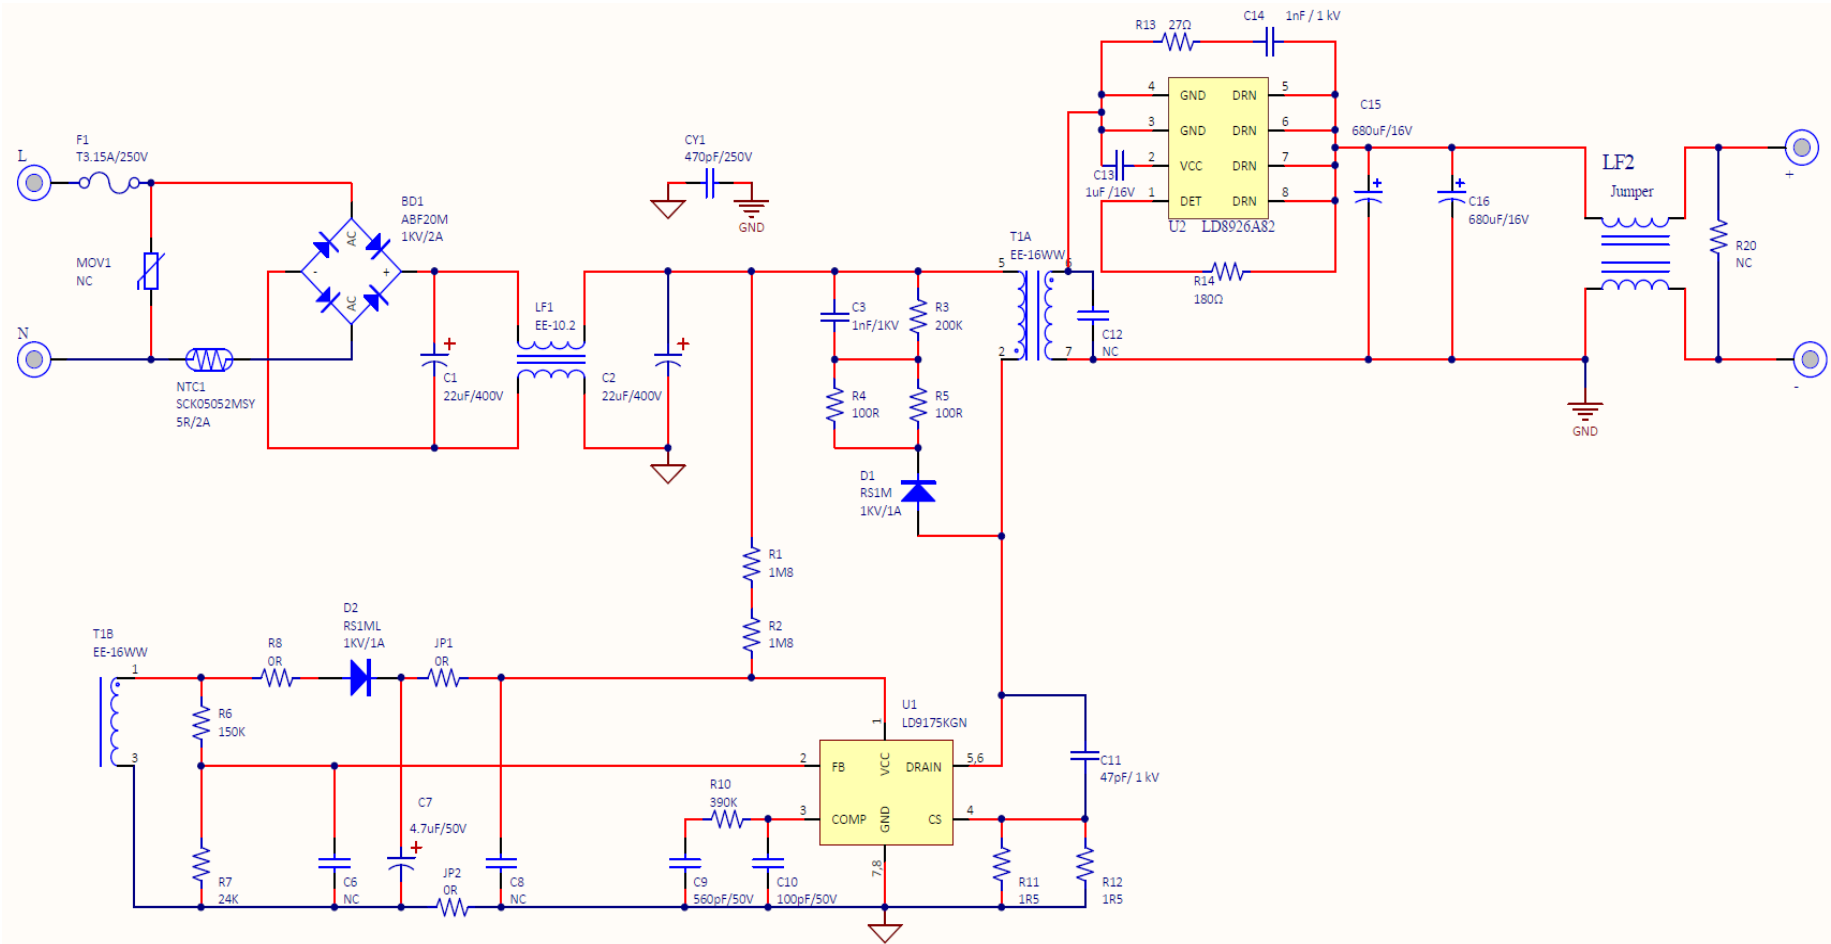 R13 27Ω
C14 1nF / 1 kV
4 GND DRN 5
3 GND DRN 6
2 VCC DRN 7
1 DET DRN 8
U2 LD8926A82
C13
1uF /16V
R14
180Ω
C15
680uF/16V
C16
680uF/16V
LF2
Jumper
R20
NC
+
-
GND
L
F1
T3.15A/250V
MOV1
NC
N
NTC1
SCK05052MSY
5R/2A
BD1
ABF20M
1KV/2A
AC
-
+
AC
CY1
470pF/250V
GND
C1
22uF/400V
LF1
EE-10.2
C2
22uF/400V
C3
1nF/1KV
R3
200K
R4
100R
R5
100R
D1
RS1M
1KV/1A
T1A
EE-16WW
5
6
2
7
C12
NC
R1
1M8
R2
1M8
T1B
EE-16WW
1
3
R8
0R
D2
RS1ML
1KV/1A
JP1
0R
R6
150K
R7
24K
C6
NC
C7
4.7uF/50V
JP2
0R
C8
NC
R10
390K
C9
560pF/50V
C10
100pF/50V
U1
LD9175KGN
1
VCC
2 FB
DRAIN 5,6
3 COMP
CS 4
GND
7,8
C11
47pF/ 1 kV
R11
1R5
R12
1R5